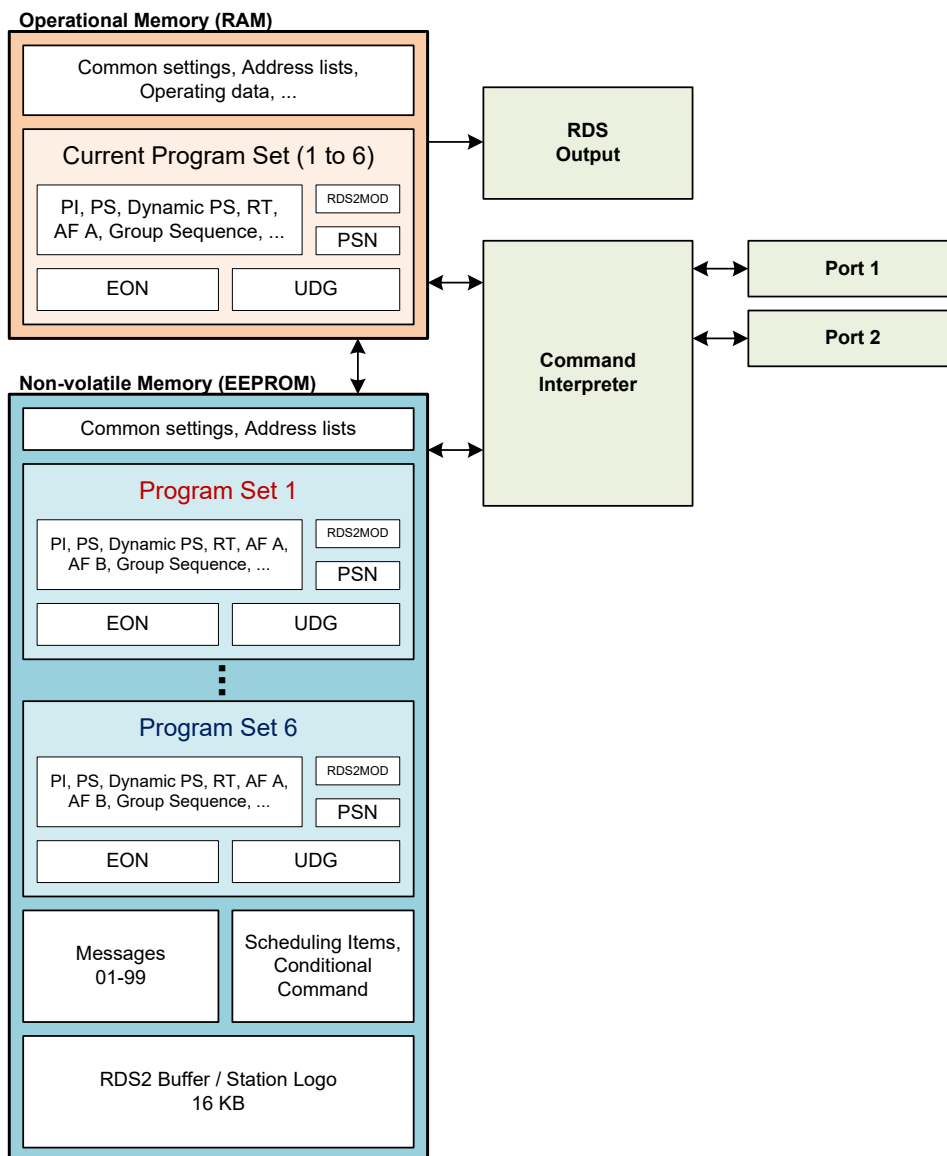 Operational Memory (RAM)
Common settings, Address lists,
Operating data, ...
Current Program Set (1 to 6)
PI, PS, Dynamic PS, RT,
AF A, Group Sequence, ...
RDS2MOD
PSN
EON
UDG
RDS
Output
Command
Interpreter
Port 1
Port 2
Non-volatile Memory (EEPROM)
Common settings, Address lists
Program Set 1
PI, PS, Dynamic PS, RT, AF A,
AF B, Group Sequence, ...
RDS2MOD
PSN
EON
UDG
Program Set 6
PI, PS, Dynamic PS, RT, AF A,
AF B, Group Sequence, ...
RDS2MOD
PSN
EON
UDG
Messages
01-99
Scheduling Items,
Conditional
Command
RDS2 Buffer / Station Logo
16 KB